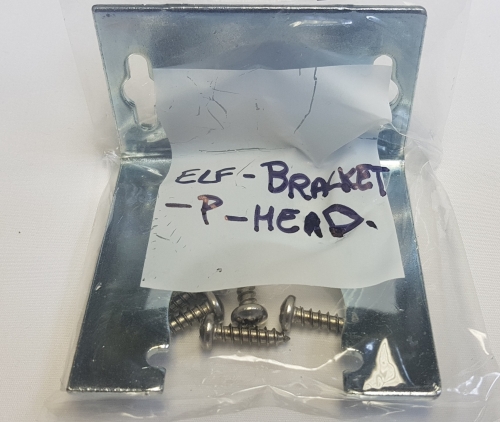 ELF - BRACKET
- P - HEAD.